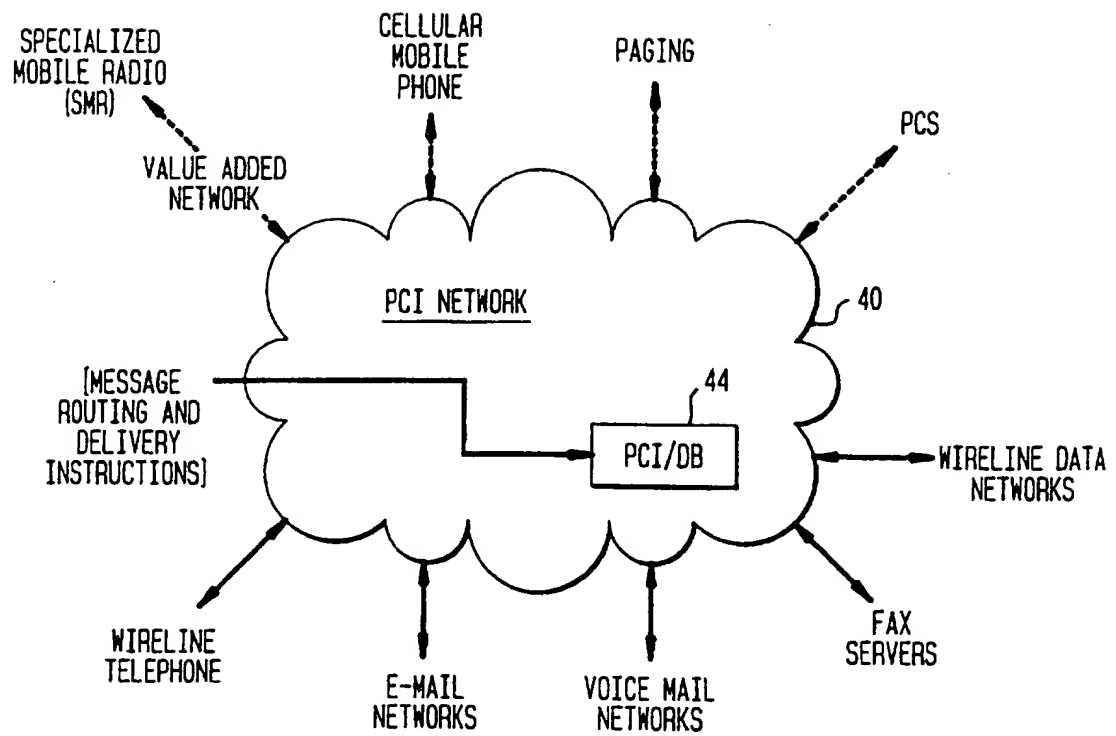 SPECIALIZED
MOBILE RADIO
(SMR)
CELLULAR
MOBILE
PHONE
PAGING
PCS
VALUE ADDED
NETWORK
PCI NETWORK
40
[MESSAGE
ROUTING AND
DELIVERY
INSTRUCTIONS]
44
PCI/DB
WIRELINE DATA
NETWORKS
WIRELINE
TELEPHONE
E-MAIL
NETWORKS
VOICE MAIL
NETWORKS
FAX
SERVERS